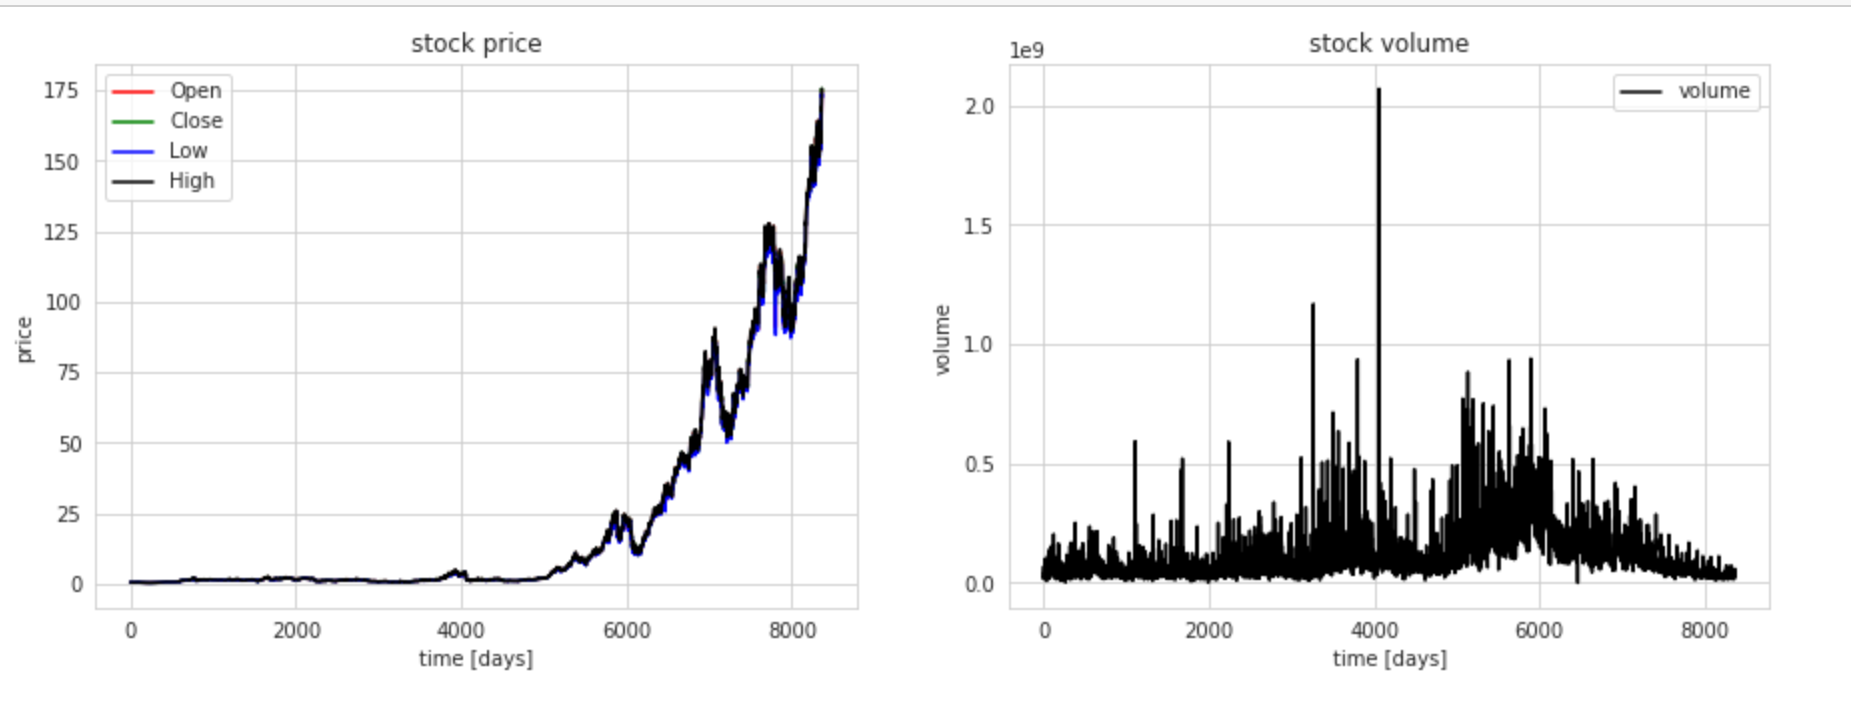 stock price
175
150
125
100
75
50
25
0
price
Open
Close
Low
High
0 2000 4000 6000 8000
time [days]
stock volume
1e9
2.0
1.5
1.0
0.5
0.0
volume
volume
0 2000 4000 6000 8000
time [days]